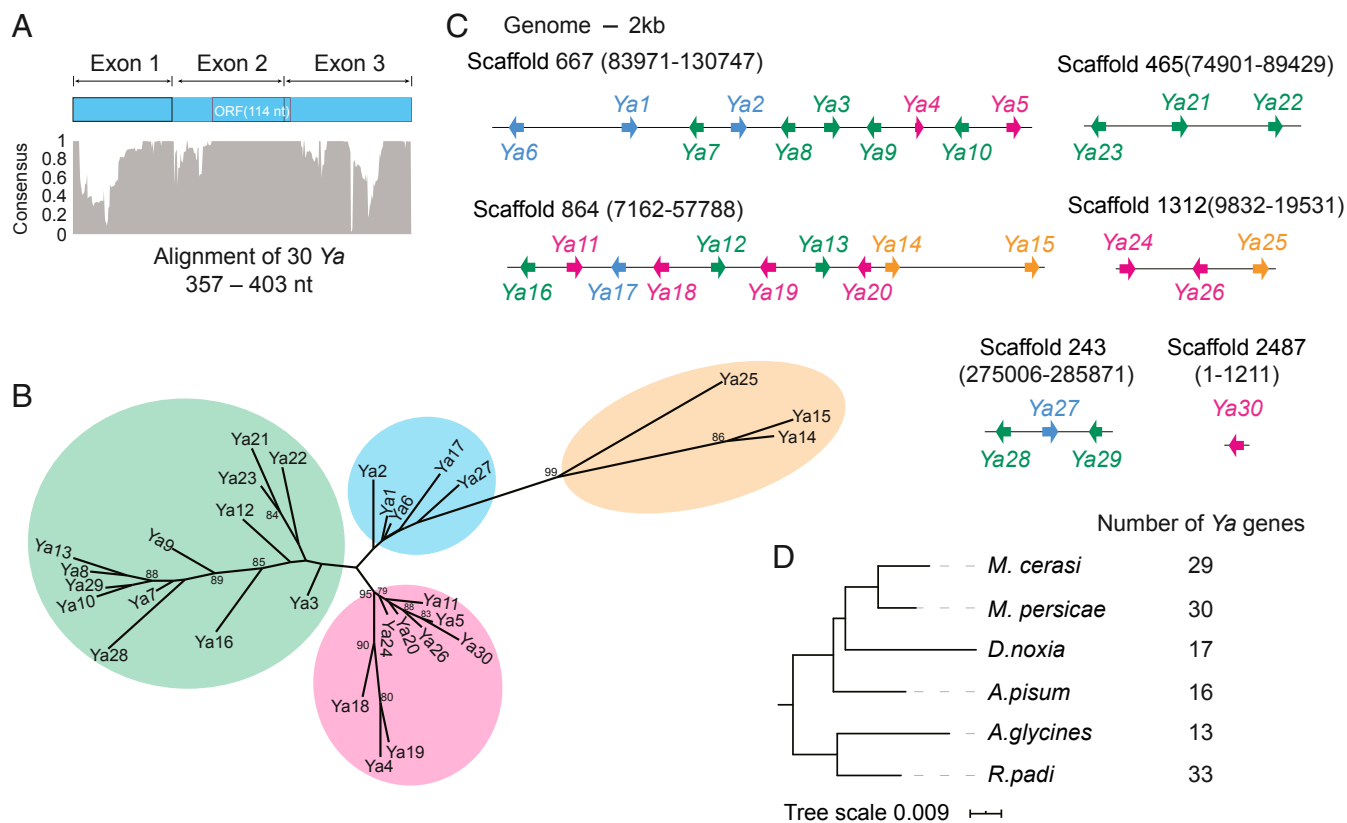 A
Exon 1 Exon 2 Exon 3
ORF(114 nt)
Consensus
1
0.8
0.6
0.4
0.2
0
Alignment of 30 Ya
357 – 403 nt
C
Genome – 2kb
Scaffold 667 (83971-130747)
Ya1 Ya2 Ya3 Ya4 Ya5
Ya6 Ya7 Ya8 Ya9 Ya10
Scaffold 465(74901-89429)
Ya21 Ya22
Ya23
Scaffold 864 (7162-57788)
Ya11 Ya12 Ya13 Ya14 Ya15
Ya16 Ya17 Ya18 Ya19 Ya20
Scaffold 1312(9832-19531)
Ya24 Ya25
Ya26
Scaffold 243
(275006-285871)
Ya27
Ya28 Ya29
Scaffold 2487
(1-1211)
Ya30
B
Ya21
Ya22
Ya23
84
Ya12
Ya9
Ya13
Ya8
Ya29
Ya10
88
Ya7
89
85
Ya28
Ya16
Ya3
Ya2
Ya1
Ya6
Ya17
Ya27
99
Ya25
86
Ya15
Ya14
95
79
88
83
Ya11
Ya5
Ya30
Ya26
Ya20
Ya24
90
Ya18
80
Ya19
Ya4
D
Number of Ya genes
M. cerasi 29
M. persicae 30
D.noxia 17
A.pisum 16
A.glycines 13
R.padi 33
Tree scale 0.009